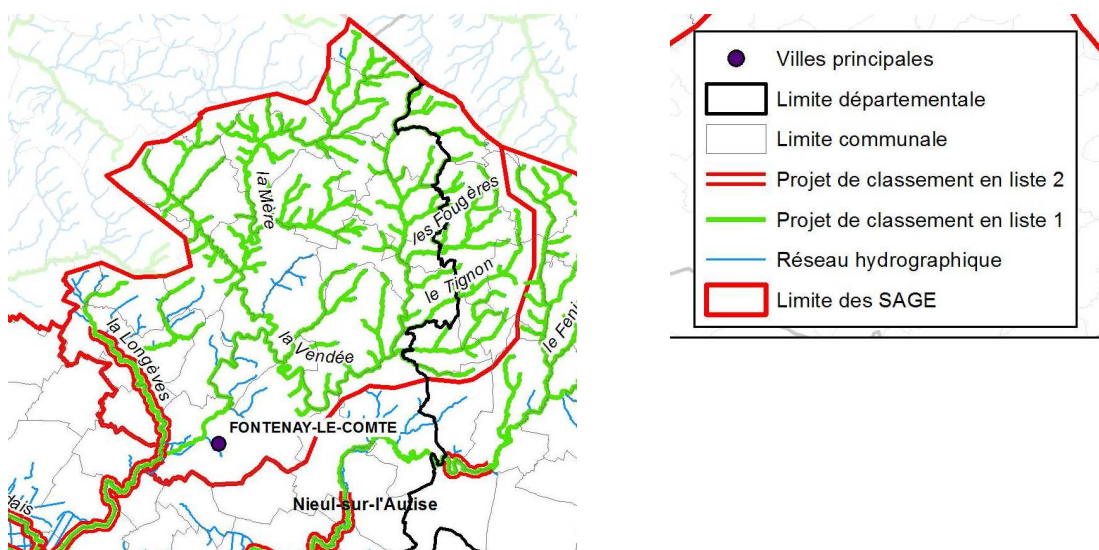 la Mère
les Fougères
le Tignon
la Vendée
la Longèves
FONTENAY-LE-COMTE
Nieul-sur-l'Autise
Villes principales
Limite départementale
Limite communale
Projet de classement en liste 2
Projet de classement en liste 1
Réseau hydrographique
Limite des SAGE